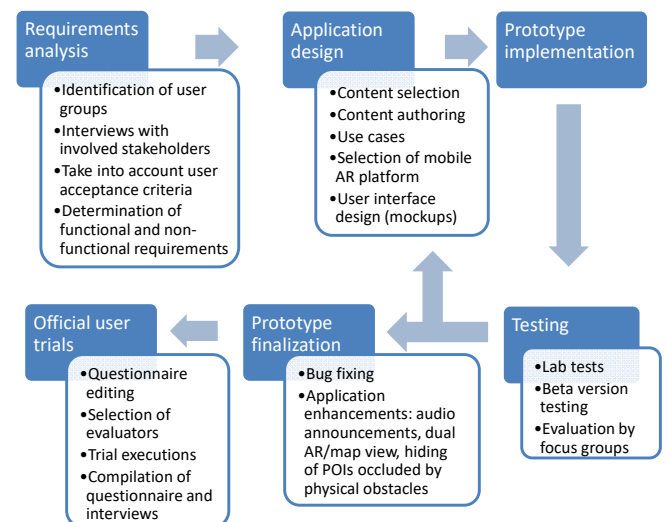 Requirements
analysis
•Identification of user
groups
•Interviews with
involved stakeholders
•Take into account user
acceptance criteria
•Determination of
functional and non-
functional requirements
Application
design
•Content selection
•Content authoring
•Use cases
•Selection of mobile
AR platform
•User interface
design (mockups)
Prototype
implementation
Testing
•Lab tests
•Beta version
testing
•Evaluation by
focus groups
Prototype
finalization
•Bug fixing
•Application
enhancements: audio
announcements, dual
AR/map view, hiding
of POIs occluded by
physical obstacles
Official user
trials
•Questionnaire
editing
•Selection of
evaluators
•Trial executions
•Compilation of
questionnaire and
interviews